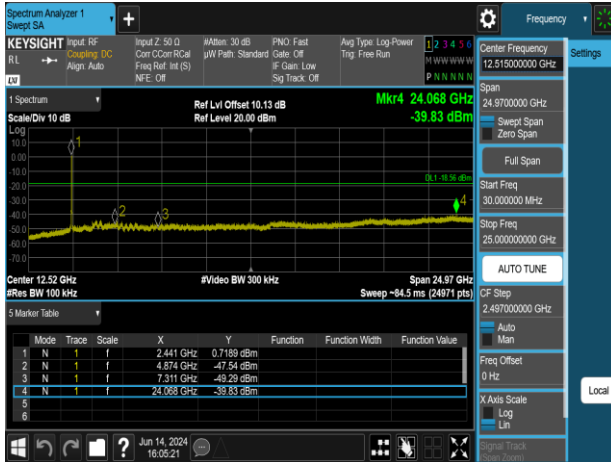 Spectrum Analyzer 1
Swept SA
Frequency
KEYSIGHT
RL
LXI
Input: RF
Coupling: DC
Align: Auto
Input Z: 50 Ω
Corr CCorr RCal
Freq Ref: Int (S)
NFE: Off
#Atten: 30 dB
µW Path: Standard
PNO: Fast
Gate: Off
IF Gain: Low
Sig Track: Off
Avg Type: Log-Power
Trig: Free Run
1 2 3 4 5 6
M W W W W W
P N N N N N
1 Spectrum
Scale/Div 10 dB
Ref Lvl Offset 10.13 dB
Ref Level 20.00 dBm
Mkr4 24.068 GHz
-39.83 dBm
Log
10.0
0.00
-10.0
-20.0
-30.0
-40.0
-50.0
-60.0
-70.0
1
2
3
4
DL1 -18.56 dBm
Center 12.52 GHz
#Res BW 100 kHz
#Video BW 300 kHz
Span 24.97 GHz
Sweep ~84.5 ms (24971 pts)
5 Marker Table
Mode Trace Scale X Y Function Function Width Function Value
1 N 1 f 2.441 GHz 0.7189 dBm
2 N 1 f 4.874 GHz -47.54 dBm
3 N 1 f 7.311 GHz -49.29 dBm
4 N 1 f 24.068 GHz -39.83 dBm
5
6
Jun 14, 2024
16:05:21
Center Frequency
12.515000000 GHz
Settings
Span
24.9700000 GHz
Swept Span
Zero Span
Full Span
Start Freq
30.000000 MHz
Stop Freq
25.000000000 GHz
AUTO TUNE
CF Step
2.497000000 GHz
Auto
Man
Freq Offset
0 Hz
X Axis Scale
Log
Lin
Local
Signal Track
(Span Zoom)